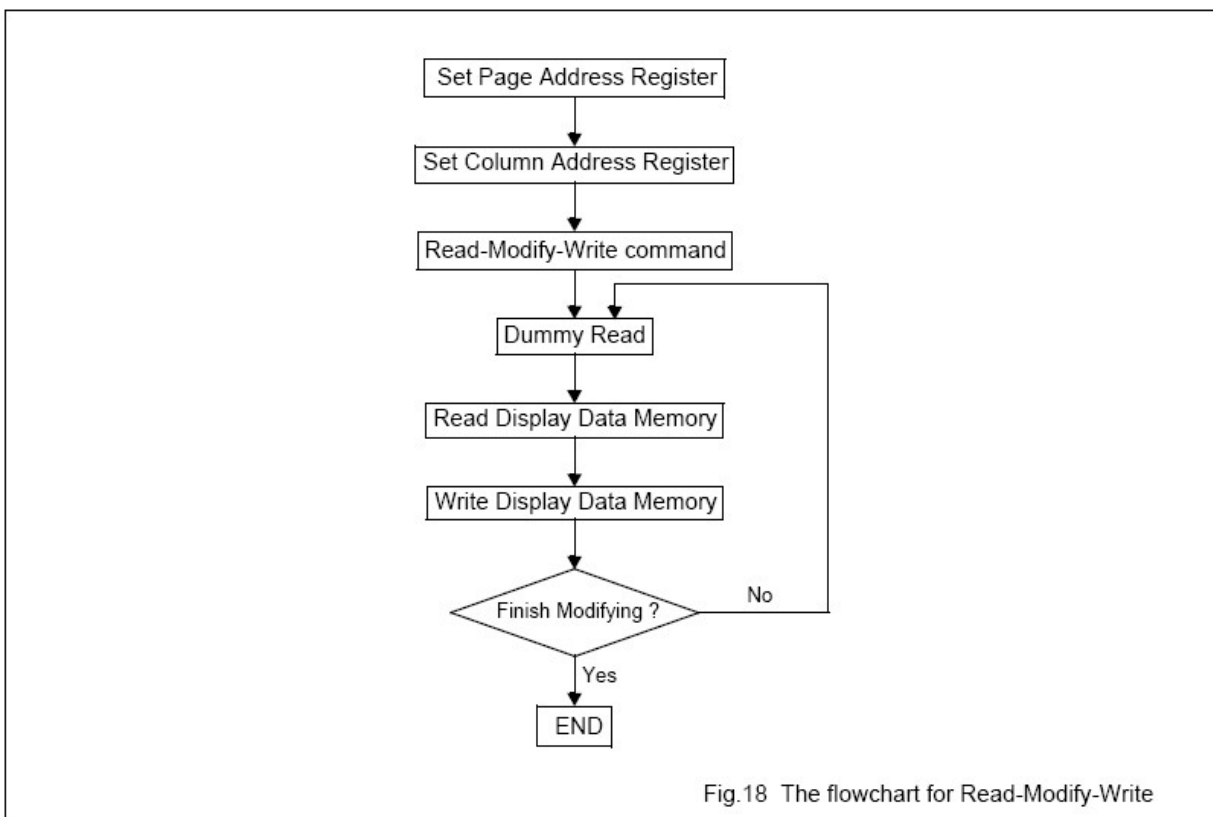 Set Page Address Register
Set Column Address Register
Read-Modify-Write command
Dummy Read
Read Display Data Memory
Write Display Data Memory
Finish Modifying ?
No
Yes
END
Fig.18 The flowchart for Read-Modify-Write